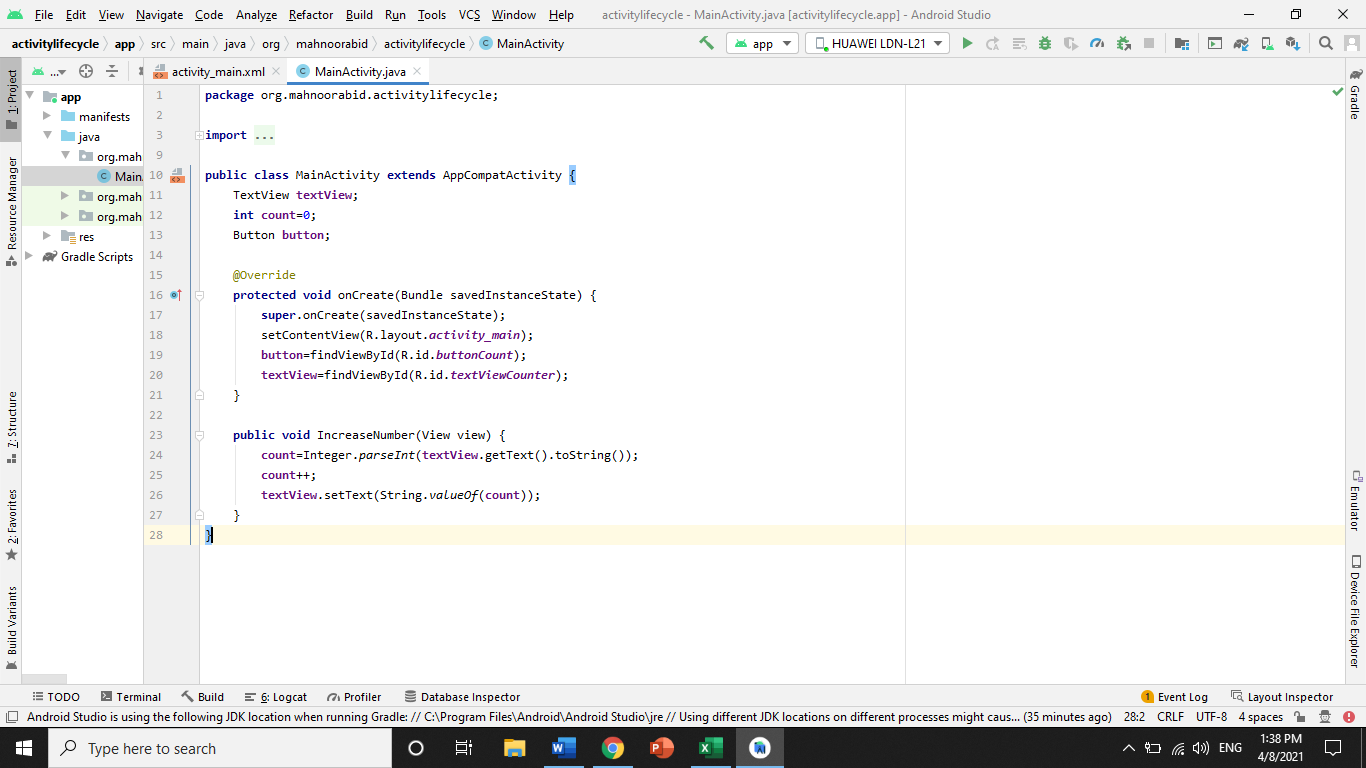 File Edit View Navigate Code Analyze Refactor Build Run Tools VCS Window Help activitylifecycle - MainActivity.java [activitylifecycle.app] - Android Studio
activitylifecycle app src main java org mahnoorabid activitylifecycle MainActivity app HUAWEI LDN-L21
... activity_main.xml MainActivity.java
1: Project
Resource Manager
7: Structure
2: Favorites
Build Variants
app
manifests
java
org.mah
Main
org.mah
org.mah
res
Gradle Scripts
1 package org.mahnoorabid.activitylifecycle;
2
3 import ...
9
10 public class MainActivity extends AppCompatActivity {
11 TextView textView;
12 int count=0;
13 Button button;
14
15 @Override
16 protected void onCreate(Bundle savedInstanceState) {
17 super.onCreate(savedInstanceState);
18 setContentView(R.layout.activity_main);
19 button=findViewById(R.id.buttonCount);
20 textView=findViewById(R.id.textViewCounter);
21 }
22
23 public void IncreaseNumber(View view) {
24 count=Integer.parseInt(textView.getText().toString());
25 count++;
26 textView.setText(String.valueOf(count));
27 }
28 }
Gradle
Emulator
Device File Explorer
TODO Terminal Build 6: Logcat Profiler Database Inspector 1 Event Log Layout Inspector
Android Studio is using the following JDK location when running Gradle: // C:\Program Files\Android\Android Studio\jre // Using different JDK locations on different processes might caus... (35 minutes ago) 28:2 CRLF UTF-8 4 spaces
Type here to search ENG 1:38 PM
4/8/2021